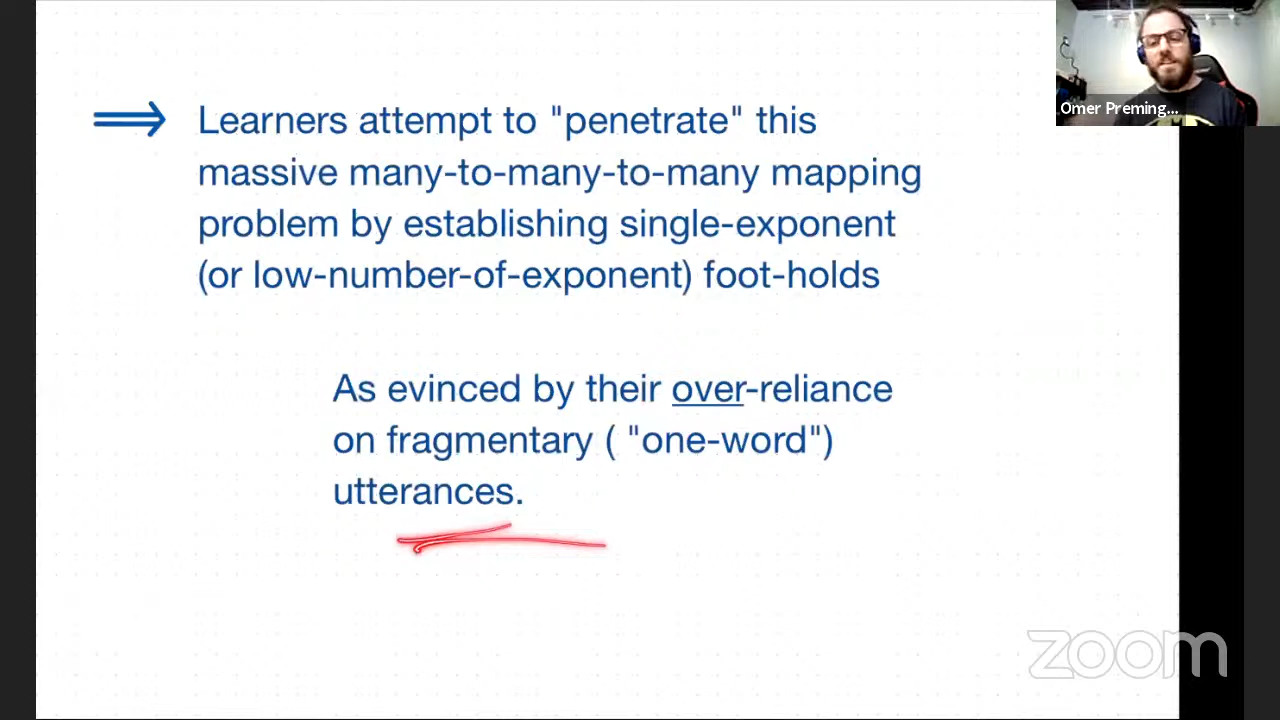 Omer Preming...
Learners attempt to "penetrate" this
massive many-to-many-to-many mapping
problem by establishing single-exponent
(or low-number-of-exponent) foot-holds
As evinced by their over-reliance
on fragmentary ( "one-word")
utterances.
zoom